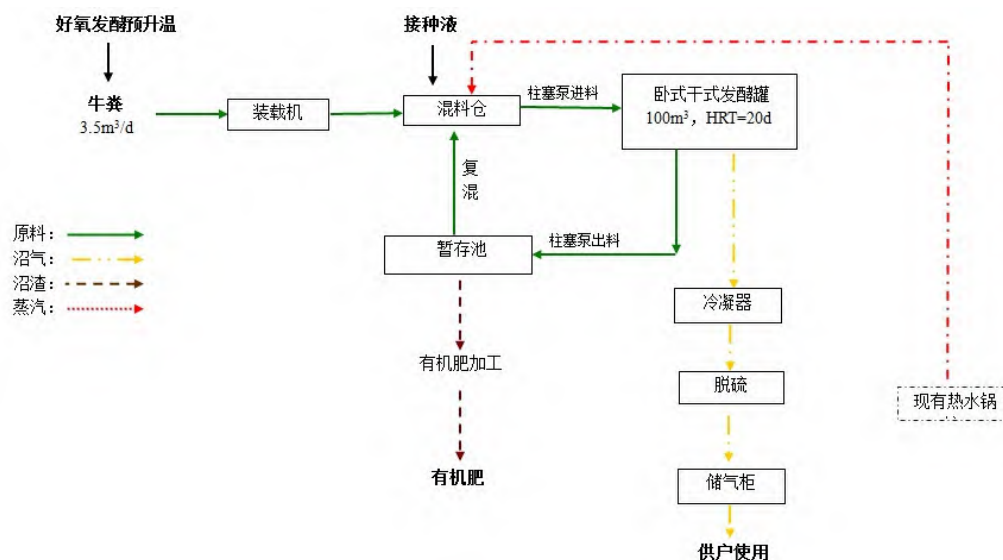 好氧发酵预升温
接种液
牛粪
3.5m³/d
装载机
混料仓
柱塞泵进料
卧式干式发酵罐
100m³，HRT=20d
复
混
原料：
沼气：
沼渣：
蒸汽：
暂存池
柱塞泵出料
冷凝器
有机肥加工
脱硫
现有热水锅
有机肥
储气柜
供户使用